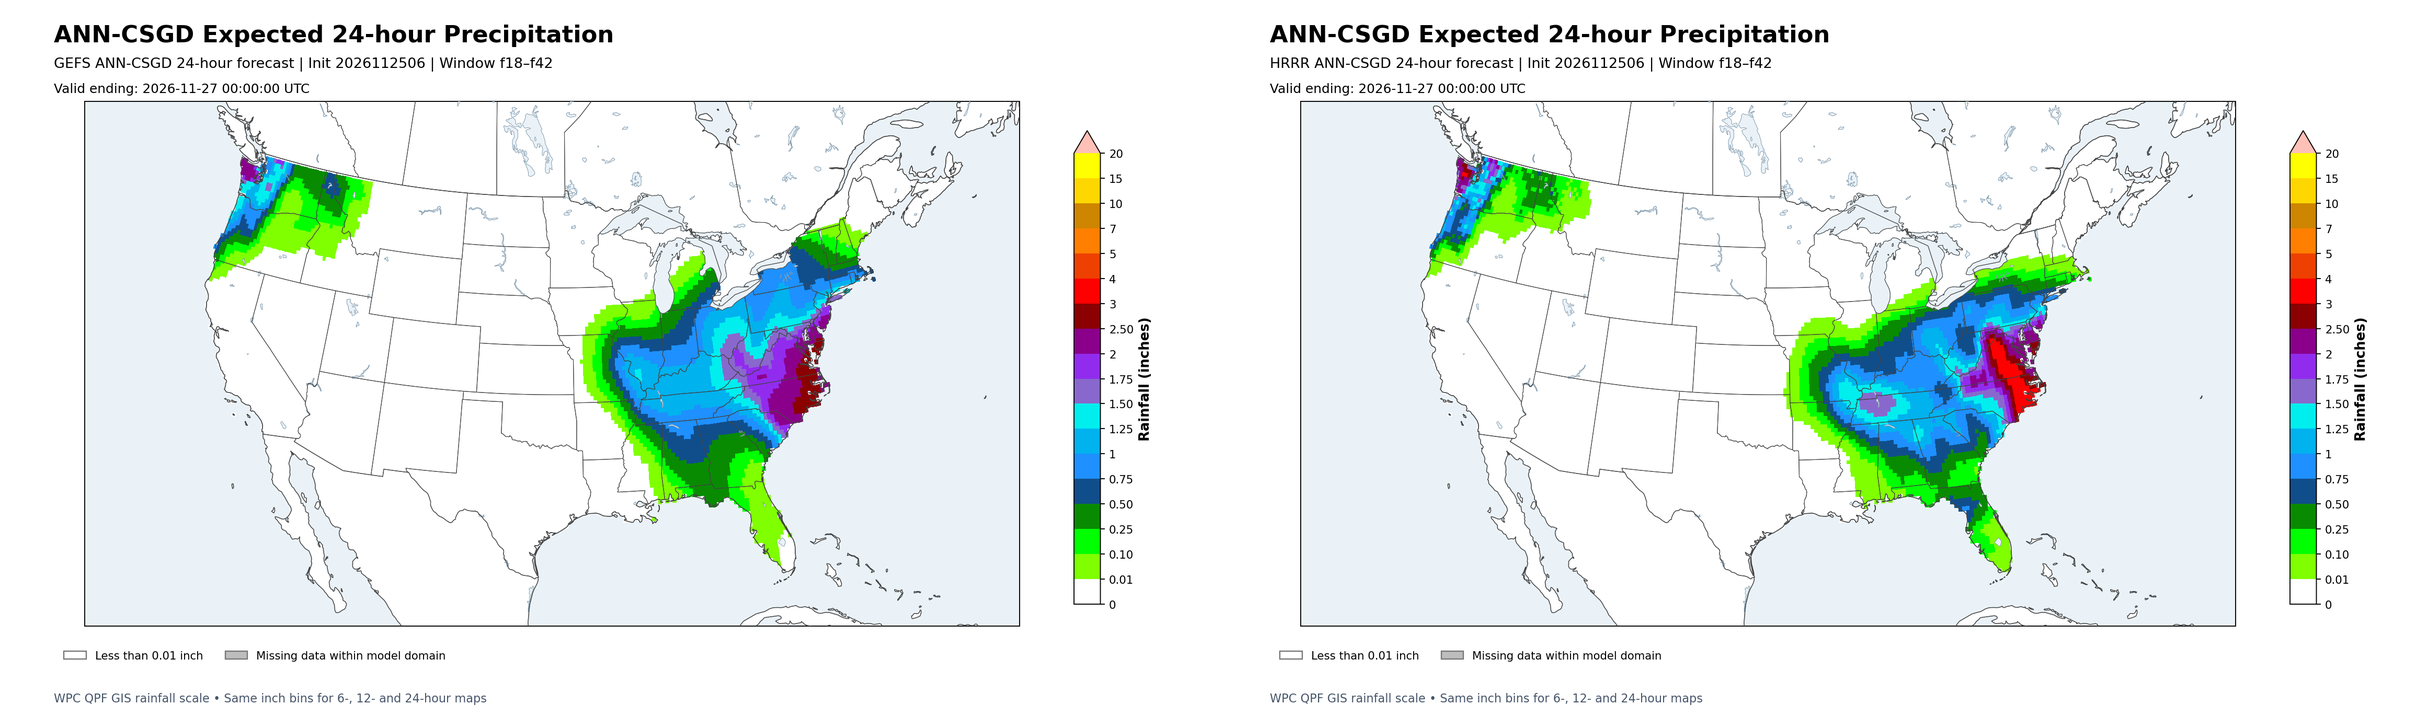 ANN-CSGD Expected 24-hour Precipitation
GEFS ANN-CSGD 24-hour forecast | Init 2026112506 | Window f18–f42
Valid ending: 2026-11-27 00:00:00 UTC
20
15
10
7
5
4
3
2.50
2
1.75
1.50
1.25
1
0.75
0.50
0.25
0.10
0.01
0
Rainfall (inches)
Less than 0.01 inch
Missing data within model domain
WPC QPF GIS rainfall scale • Same inch bins for 6-, 12- and 24-hour maps
ANN-CSGD Expected 24-hour Precipitation
HRRR ANN-CSGD 24-hour forecast | Init 2026112506 | Window f18–f42
Valid ending: 2026-11-27 00:00:00 UTC
20
15
10
7
5
4
3
2.50
2
1.75
1.50
1.25
1
0.75
0.50
0.25
0.10
0.01
0
Rainfall (inches)
Less than 0.01 inch
Missing data within model domain
WPC QPF GIS rainfall scale • Same inch bins for 6-, 12- and 24-hour maps